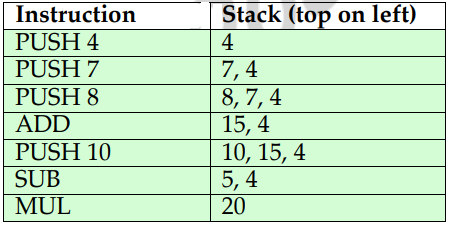 Instruction Stack (top on left)
PUSH 4 4
PUSH 7 7, 4
PUSH 8 8, 7, 4
ADD 15, 4
PUSH 10 10, 15, 4
SUB 5, 4
MUL 20